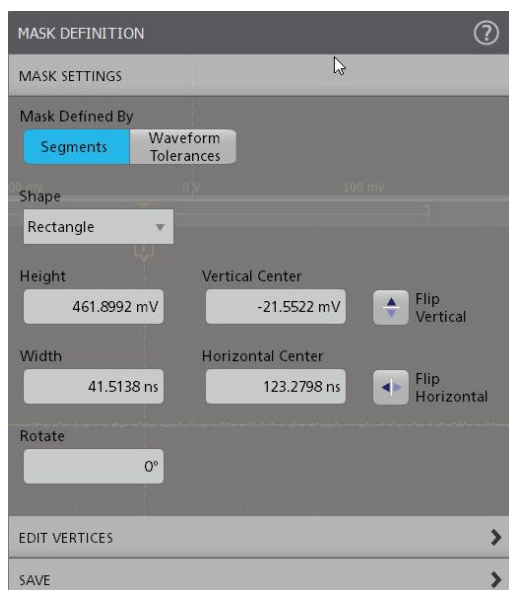 MASK DEFINITION
?
MASK SETTINGS
Mask Defined By
Segments
Waveform
Tolerances
0 V
100 mV
Shape
Rectangle
Height
Vertical Center
461.8992 mV
-21.5522 mV
Flip
Vertical
Width
Horizontal Center
41.5138 ns
123.2798 ns
Flip
Horizontal
Rotate
0°
EDIT VERTICES
SAVE